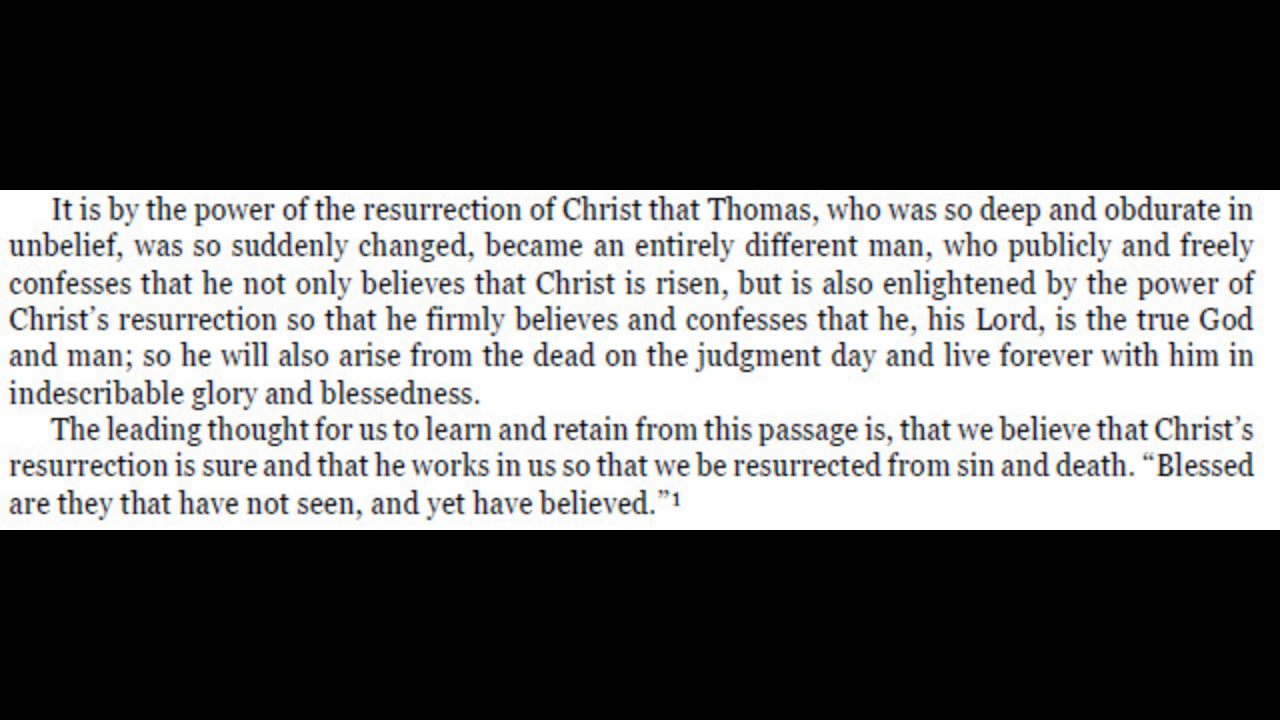 It is by the power of the resurrection of Christ that Thomas, who was so deep and obdurate in
unbelief, was so suddenly changed, became an entirely different man, who publicly and freely
confesses that he not only believes that Christ is risen, but is also enlightened by the power of
Christ’s resurrection so that he firmly believes and confesses that he, his Lord, is the true God
and man; so he will also arise from the dead on the judgment day and live forever with him in
indescribable glory and blessedness.
The leading thought for us to learn and retain from this passage is, that we believe that Christ’s
resurrection is sure and that he works in us so that we be resurrected from sin and death. “Blessed
are they that have not seen, and yet have believed.”¹